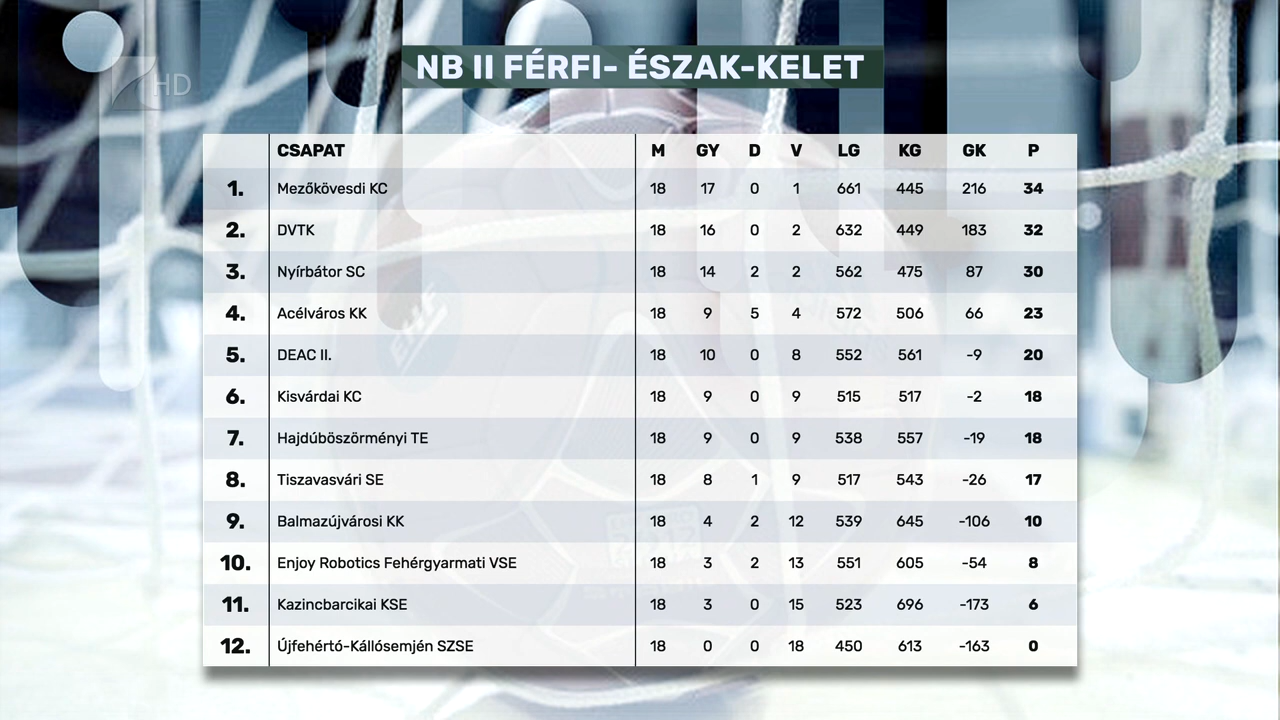 HD
NB II FÉRFI- ÉSZAK-KELET
CSAPAT M GY D V LG KG GK P
1. Mezőkövesdi KC 18 17 0 1 661 445 216 34
2. DVTK 18 16 0 2 632 449 183 32
3. Nyírbátor SC 18 14 2 2 562 475 87 30
4. Acélváros KK 18 9 5 4 572 506 66 23
5. DEAC II. 18 10 0 8 552 561 -9 20
6. Kisvárdai KC 18 9 0 9 515 517 -2 18
7. Hajdúböszörményi TE 18 9 0 9 538 557 -19 18
8. Tiszavasvári SE 18 8 1 9 517 543 -26 17
9. Balmazújvárosi KK 18 4 2 12 539 645 -106 10
10. Enjoy Robotics Fehérgyarmati VSE 18 3 2 13 551 605 -54 8
11. Kazincbarcikai KSE 18 3 0 15 523 696 -173 6
12. Újfehértó-Kállósemjén SZSE 18 0 0 18 450 613 -163 0